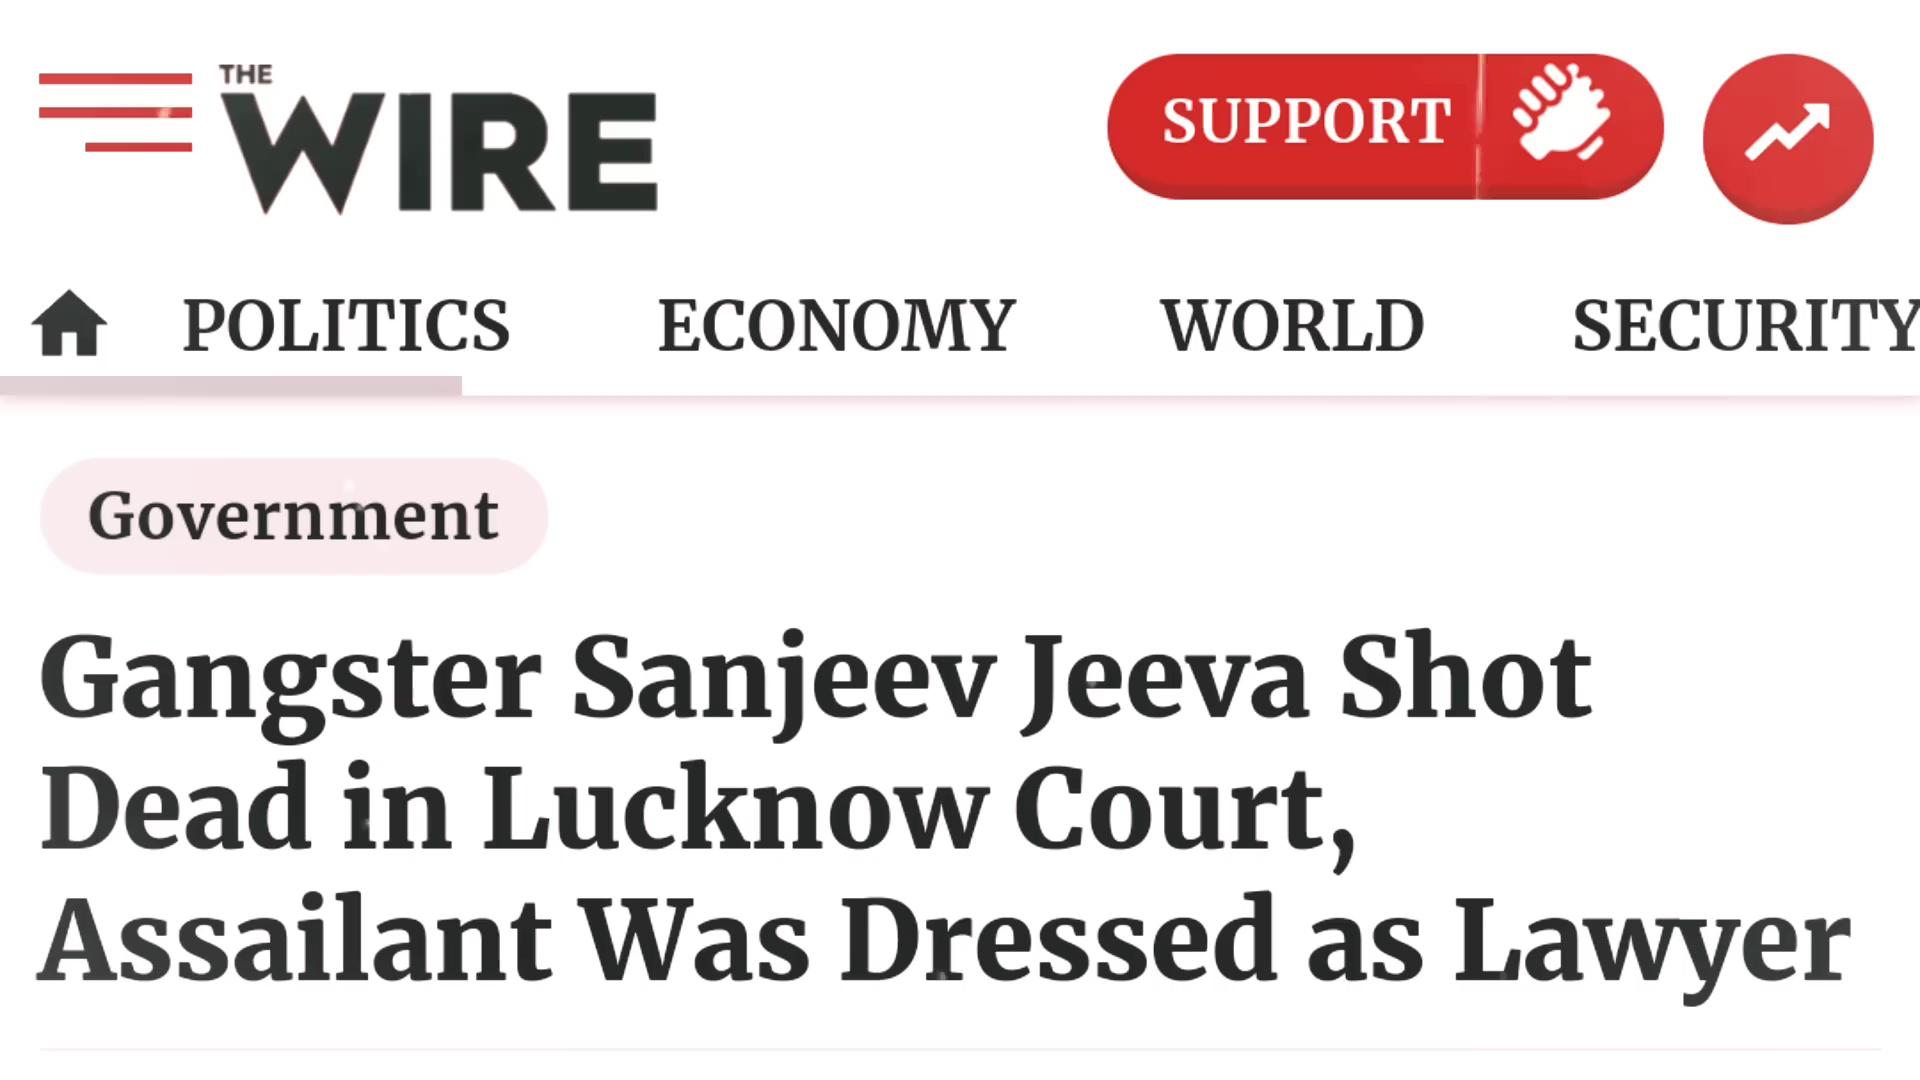 THE
WIRE
SUPPORT
POLITICS ECONOMY WORLD SECURITY
Government
Gangster Sanjeev Jeeva Shot
Dead in Lucknow Court,
Assailant Was Dressed as Lawyer